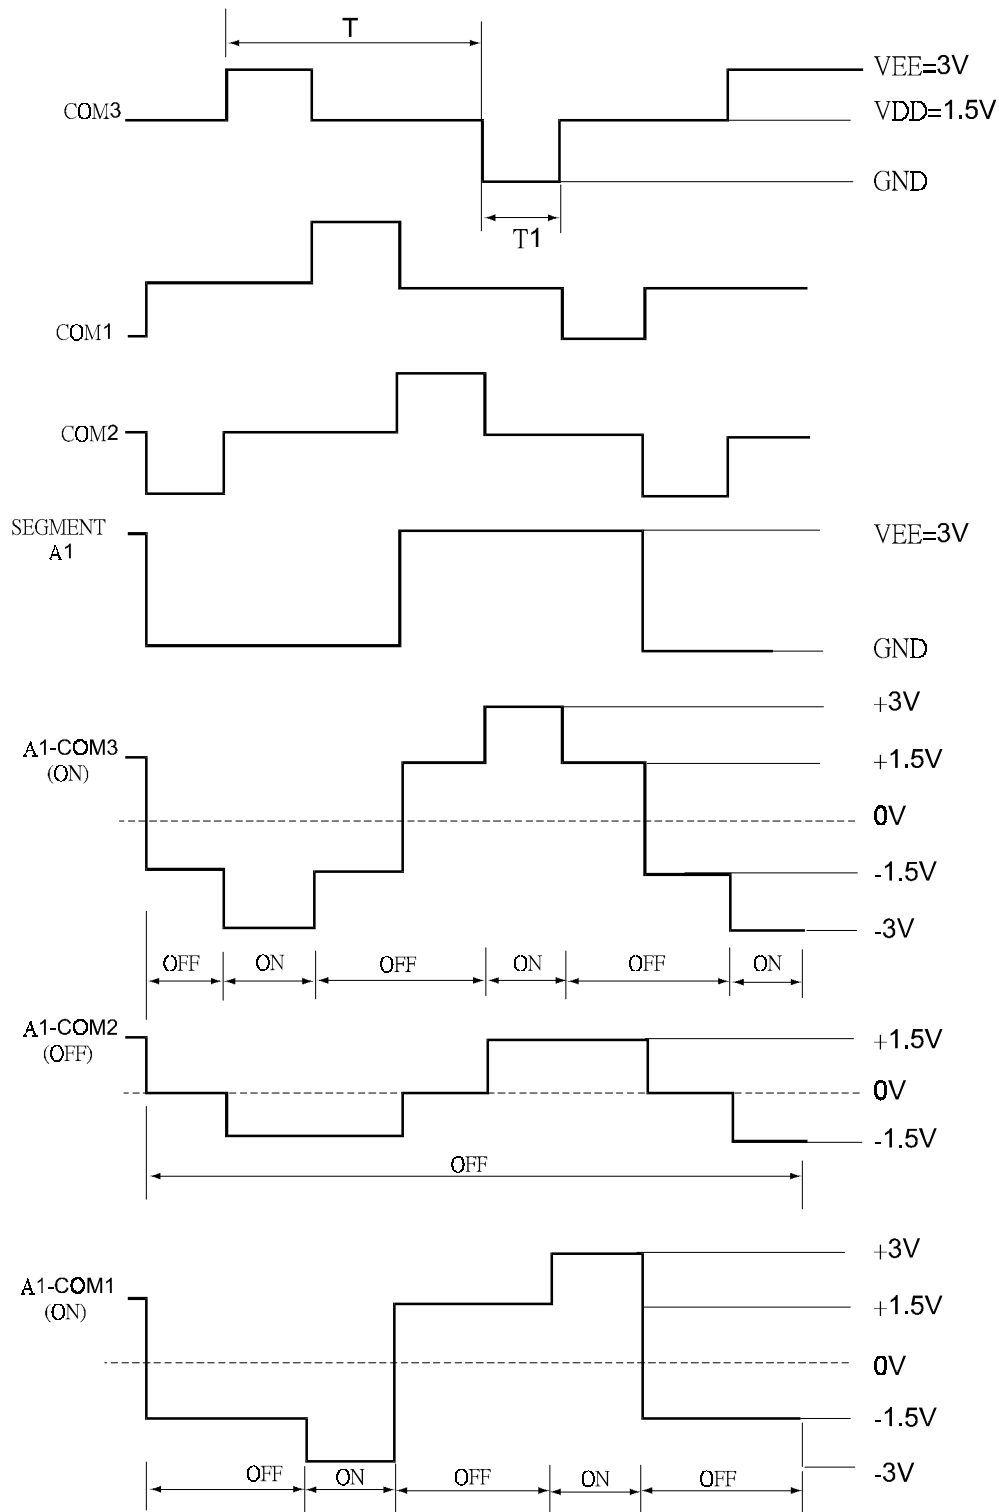 T
VEE=3V
COM3
VDD=1.5V
GND
T1
COM1
COM2
SEGMENT
A1
VEE=3V
GND
+3V
A1-COM3
(ON)
+1.5V
0V
-1.5V
-3V
OFF ON OFF ON OFF ON
A1-COM2
(OFF)
+1.5V
0V
-1.5V
OFF
+3V
A1-COM1
(ON)
+1.5V
0V
-1.5V
-3V
OFF ON OFF ON OFF